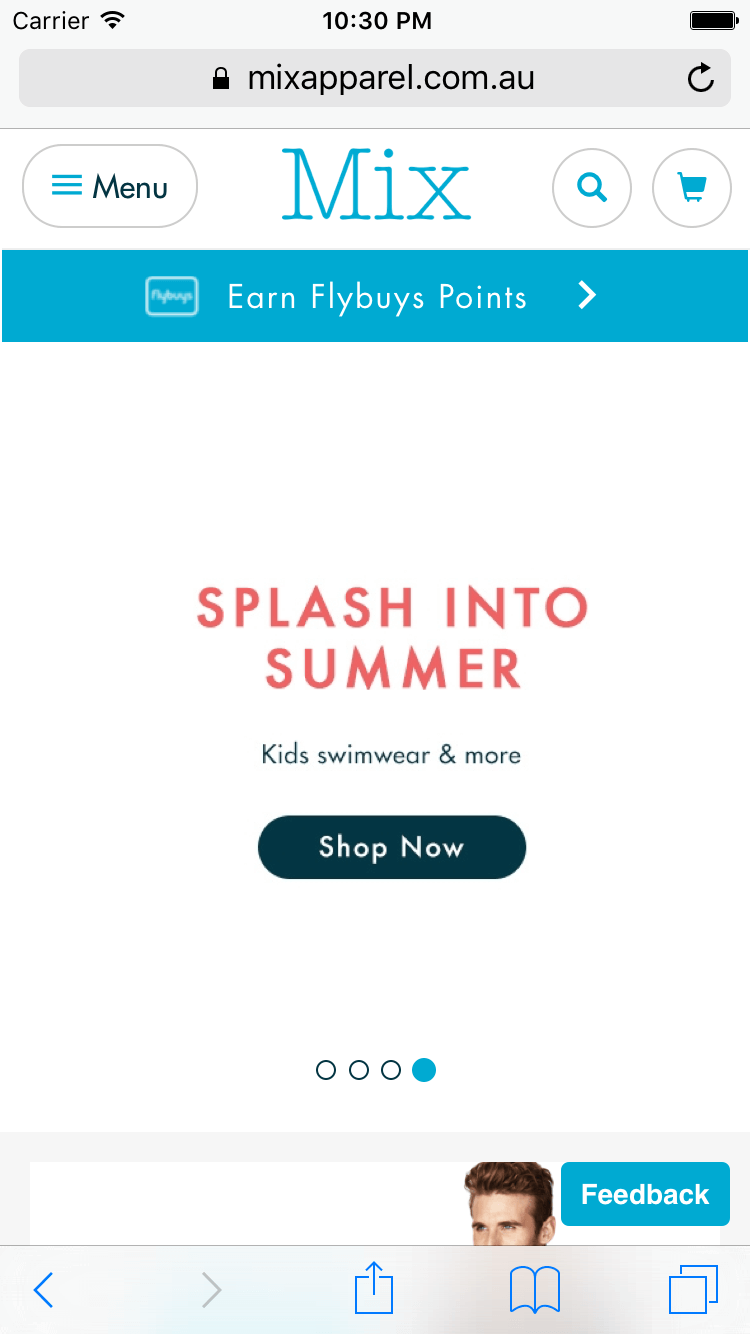 Carrier 10:30 PM
mixapparel.com.au
Menu Mix
flybuys Earn Flybuys Points
SPLASH INTO
SUMMER
Kids swimwear & more
Shop Now
Feedback